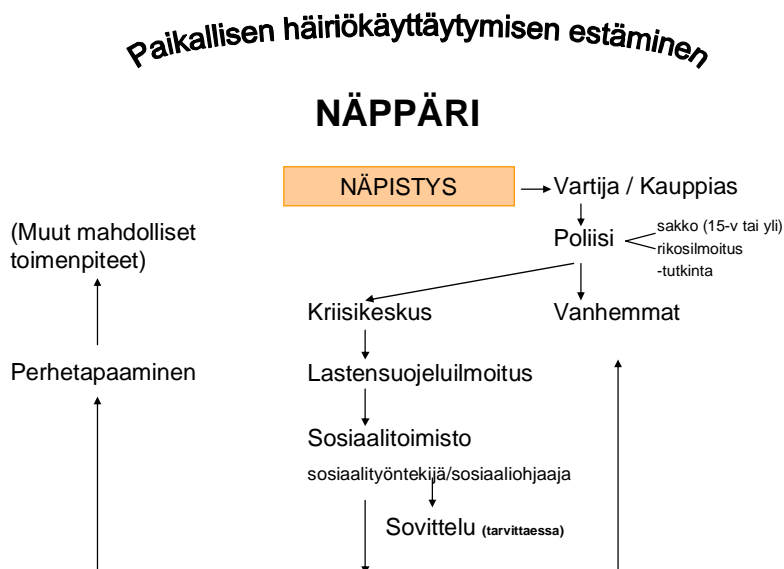 Paikallisen häiriökäyttäytymisen estäminen
NÄPPÄRI
NÄPISTYS
Vartija / Kauppias
Poliisi
sakko (15-v tai yli)
rikosilmoitus
-tutkinta
(Muut mahdolliset
toimenpiteet)
Kriisikeskus
Vanhemmat
Perhetapaaminen
Lastensuojeluilmoitus
Sosiaalitoimisto
sosiaalityöntekijä/sosiaaliohjaaja
Sovittelu (tarvittaessa)